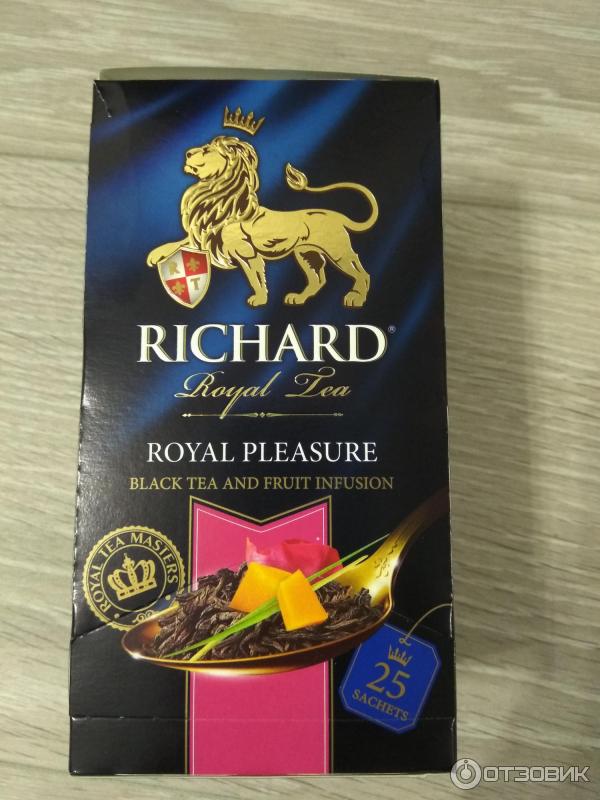 R T
RICHARD®
Royal Tea
ROYAL PLEASURE
BLACK TEA AND FRUIT INFUSION
ROYAL TEA MASTERS
25
SACHETS
ОТЗОВИК